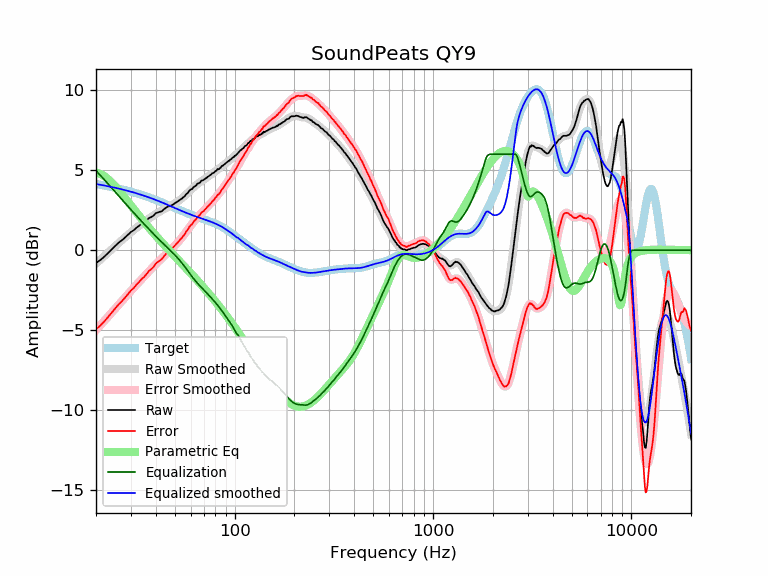 SoundPeats QY9
Amplitude (dBr)
10
5
0
−5
−10
−15
Target
Raw Smoothed
Error Smoothed
Raw
Error
Parametric Eq
Equalization
Equalized smoothed
100
1000
10000
Frequency (Hz)